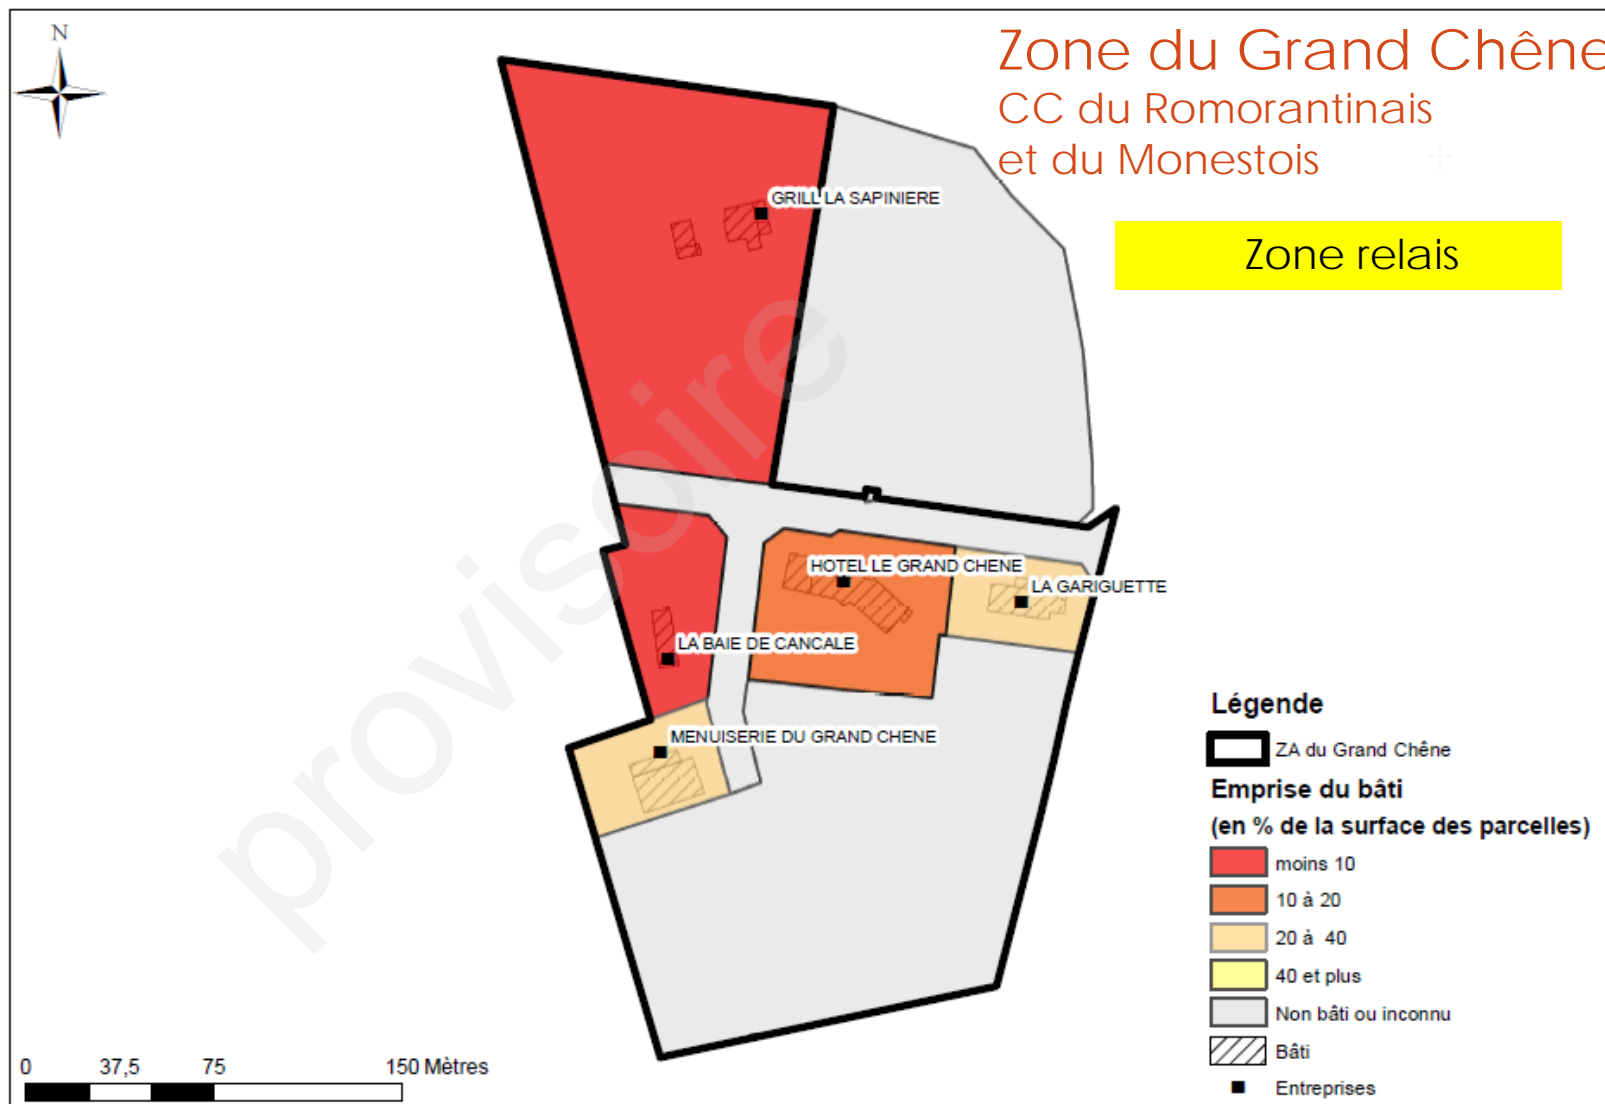 N
Zone du Grand Chêne
CC du Romorantinais
et du Monestois
Zone relais
GRILL LA SAPINIERE
HOTEL LE GRAND CHENE
LA GARIGUETTE
LA BAIE DE CANCALE
MENUISERIE DU GRAND CHENE
provisoire
Légende
ZA du Grand Chêne
Emprise du bâti
(en % de la surface des parcelles)
moins 10
10 à 20
20 à 40
40 et plus
Non bâti ou inconnu
Bâti
Entreprises
0 37,5 75 150 Mètres